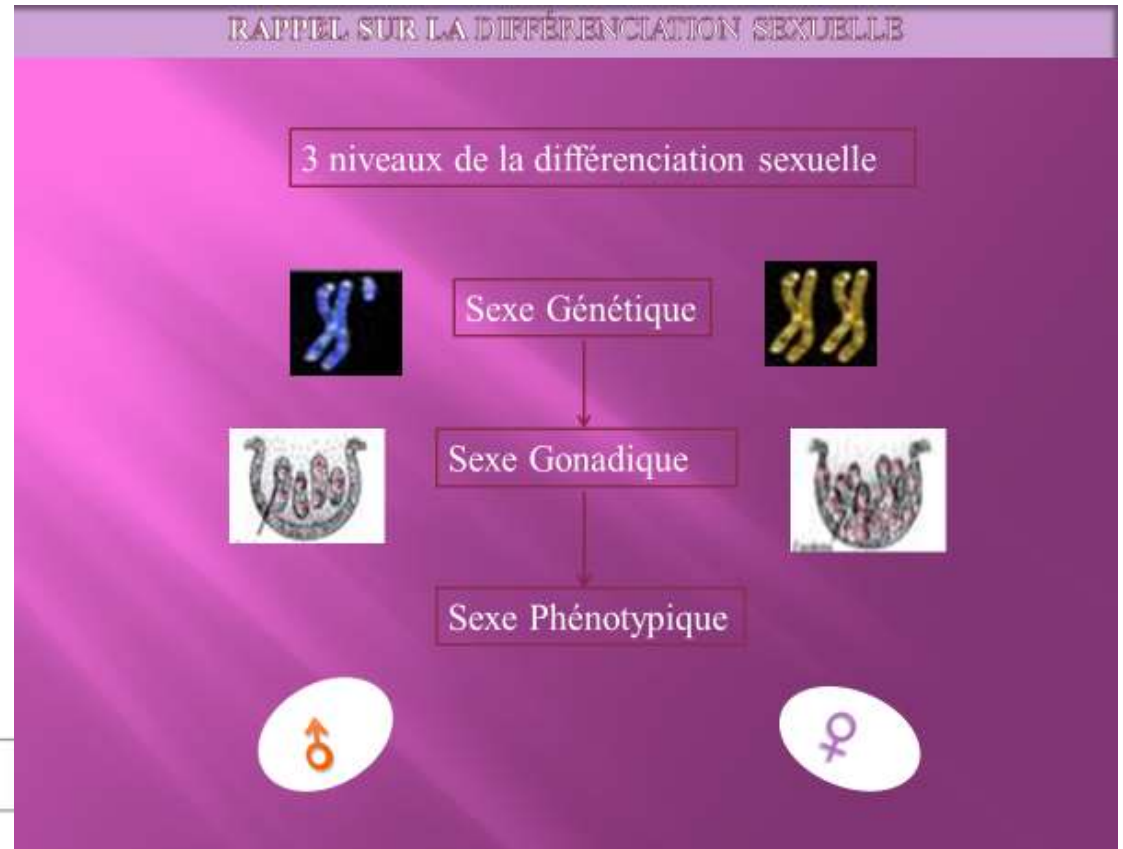 RAPPEL SUR LA DIFFÉRENCIATION SEXUELLE
3 niveaux de la différenciation sexuelle
Sexe Génétique
Sexe Gonadique
Sexe Phénotypique